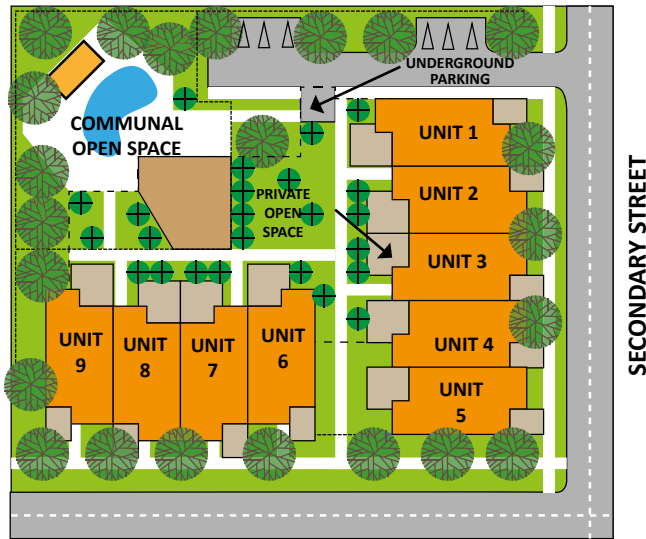 UNDERGROUND
PARKING
COMMUNAL
OPEN SPACE
UNIT 1
UNIT 2
PRIVATE
OPEN
SPACE
UNIT 3
SECONDARY STREET
UNIT
9
UNIT
8
UNIT
7
UNIT
6
UNIT 4
UNIT
5